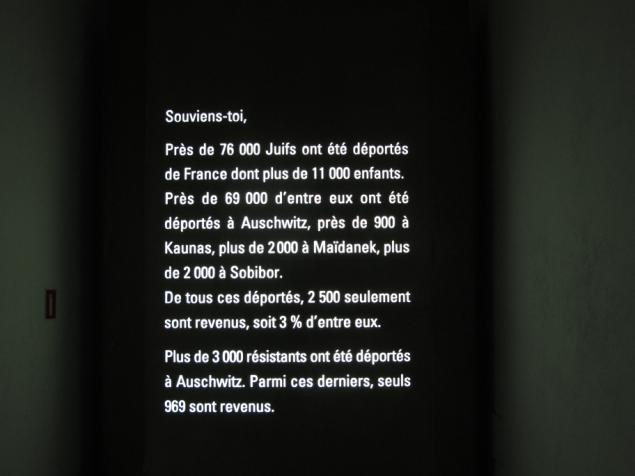 Souviens-toi,
Près de 76 000 Juifs ont été déportés
de France dont plus de 11 000 enfants.
Près de 69 000 d'entre eux ont été
déportés à Auschwitz, près de 900 à
Kaunas, plus de 2000 à Maïdanek, plus
de 2 000 à Sobibor.
De tous ces déportés, 2 500 seulement
sont revenus, soit 3 % d'entre eux.
Plus de 3 000 résistants ont été déportés
à Auschwitz. Parmi ces derniers, seuls
969 sont revenus.